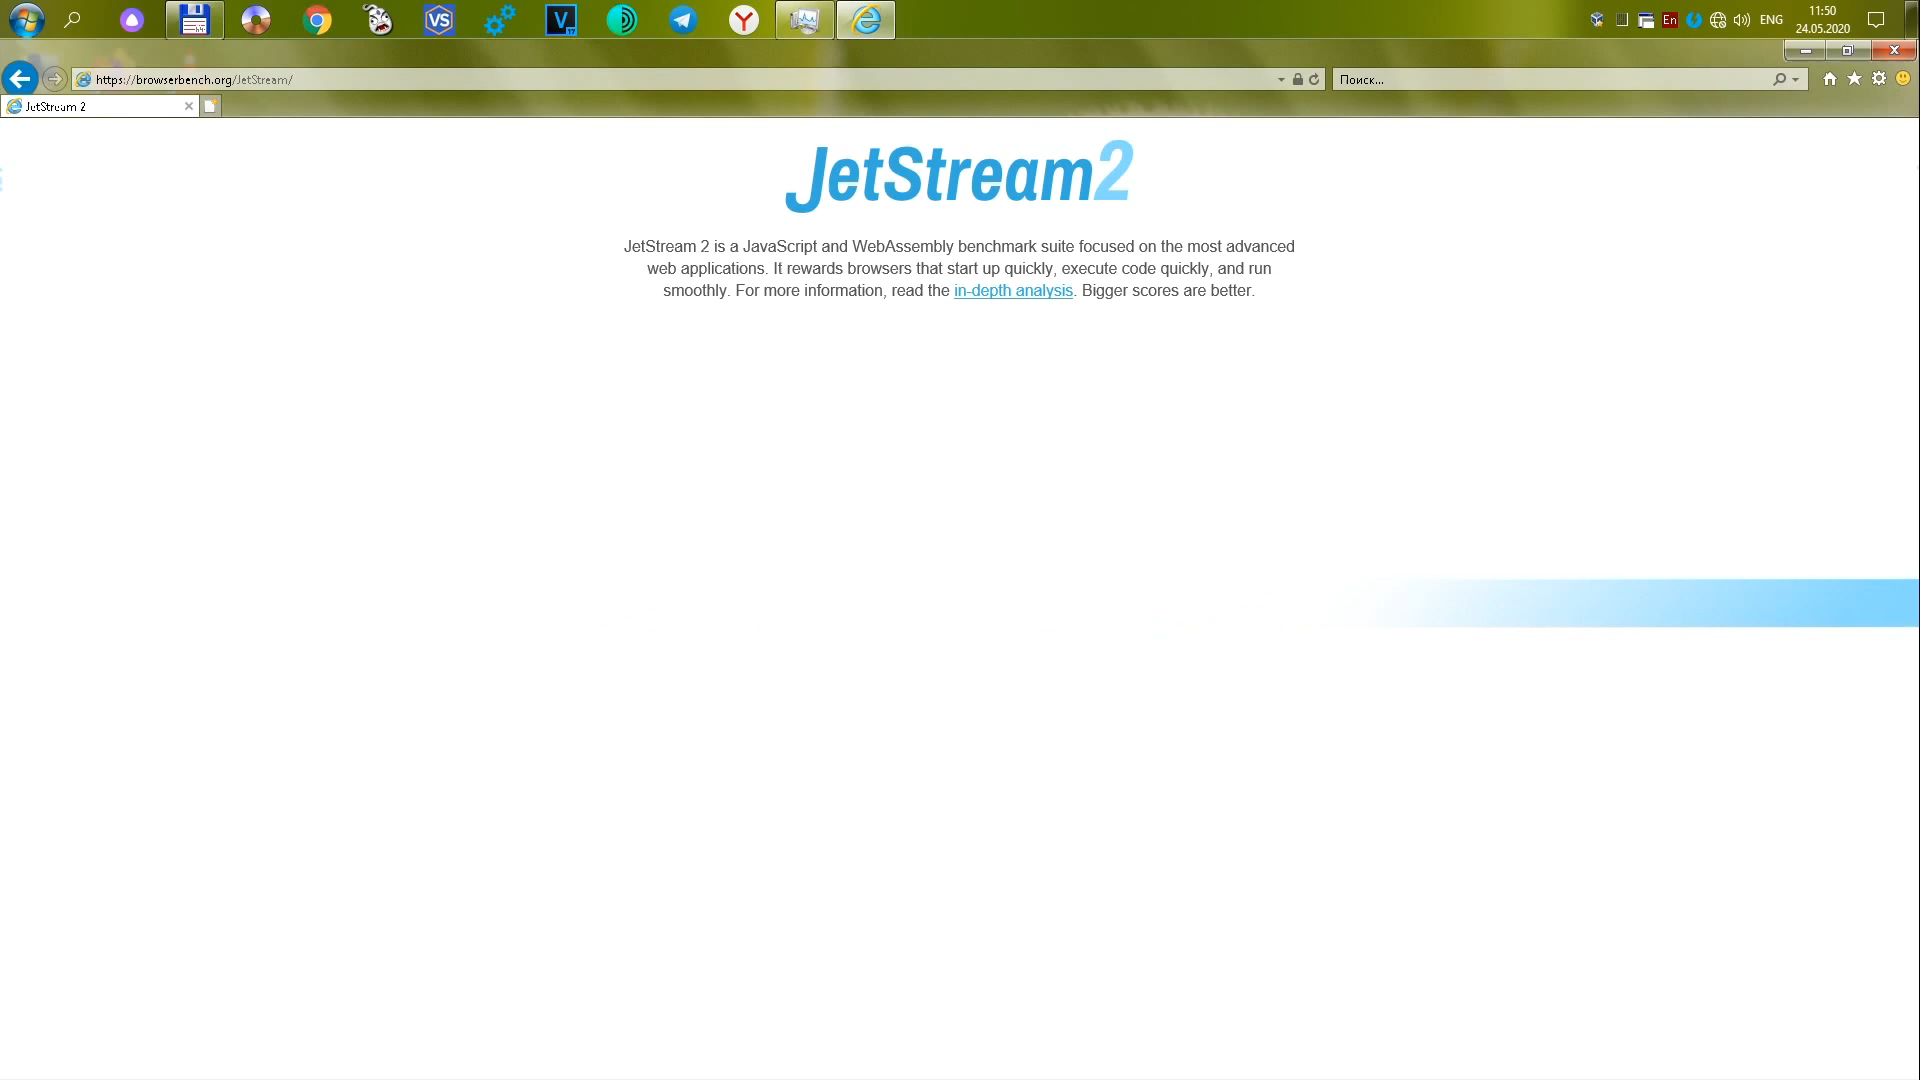 VS
V
17
Y
En
ENG
11:50
24.05.2020
https://browserbench.org/JetStream/
Поиск...
JetStream 2
JetStream2
JetStream 2 is a JavaScript and WebAssembly benchmark suite focused on the most advanced
web applications. It rewards browsers that start up quickly, execute code quickly, and run
smoothly. For more information, read the in-depth analysis. Bigger scores are better.